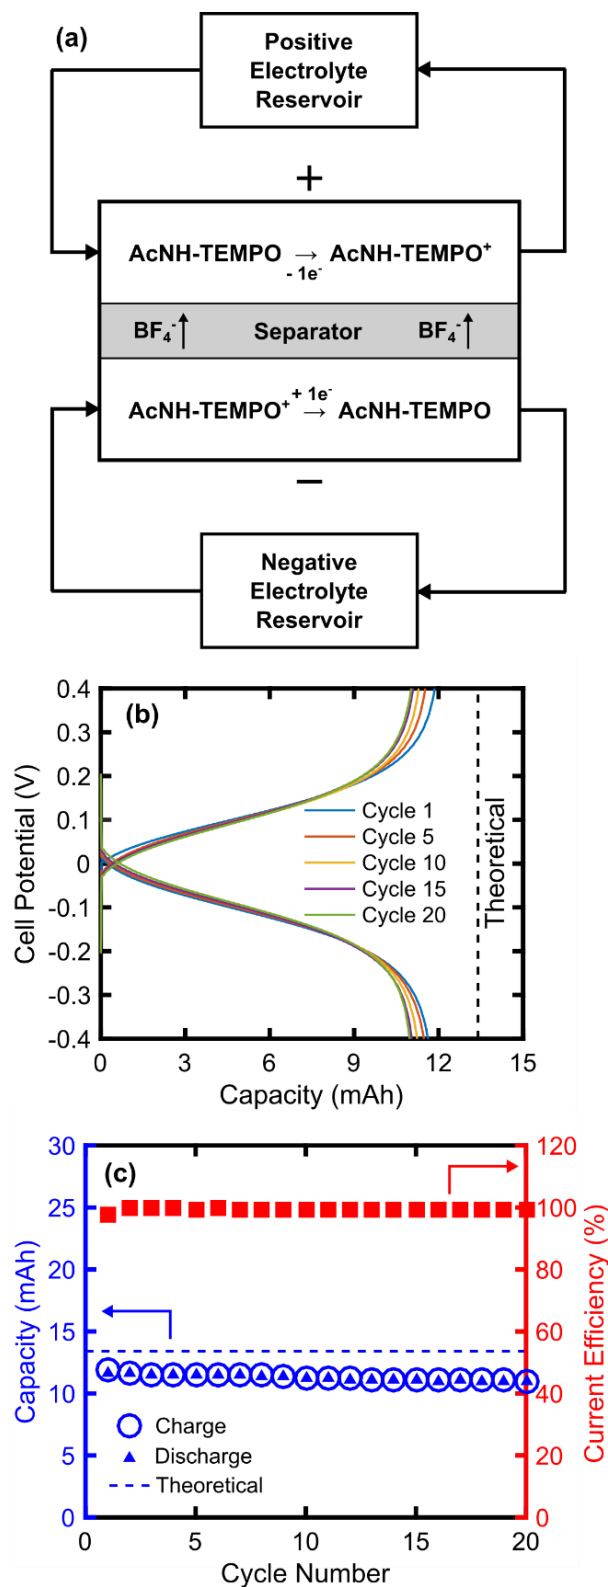 (a)
Positive
Electrolyte
Reservoir
+
AcNH-TEMPO → AcNH-TEMPO⁺
- 1e⁻
BF₄⁻ Separator BF₄⁻
+ 1e⁻
AcNH-TEMPO⁺ → AcNH-TEMPO
−
Negative
Electrolyte
Reservoir
(b)
Cell Potential (V)
0.4
0.3
0.2
0.1
0
-0.1
-0.2
-0.3
-0.4
Cycle 1
Cycle 5
Cycle 10
Cycle 15
Cycle 20
Theoretical
0 3 6 9 12 15
Capacity (mAh)
(c)
Capacity (mAh)
30
25
20
15
10
5
0
Charge
Discharge
Theoretical
120
100
80
60
40
20
0
Current Efficiency (%)
0 5 10 15 20
Cycle Number